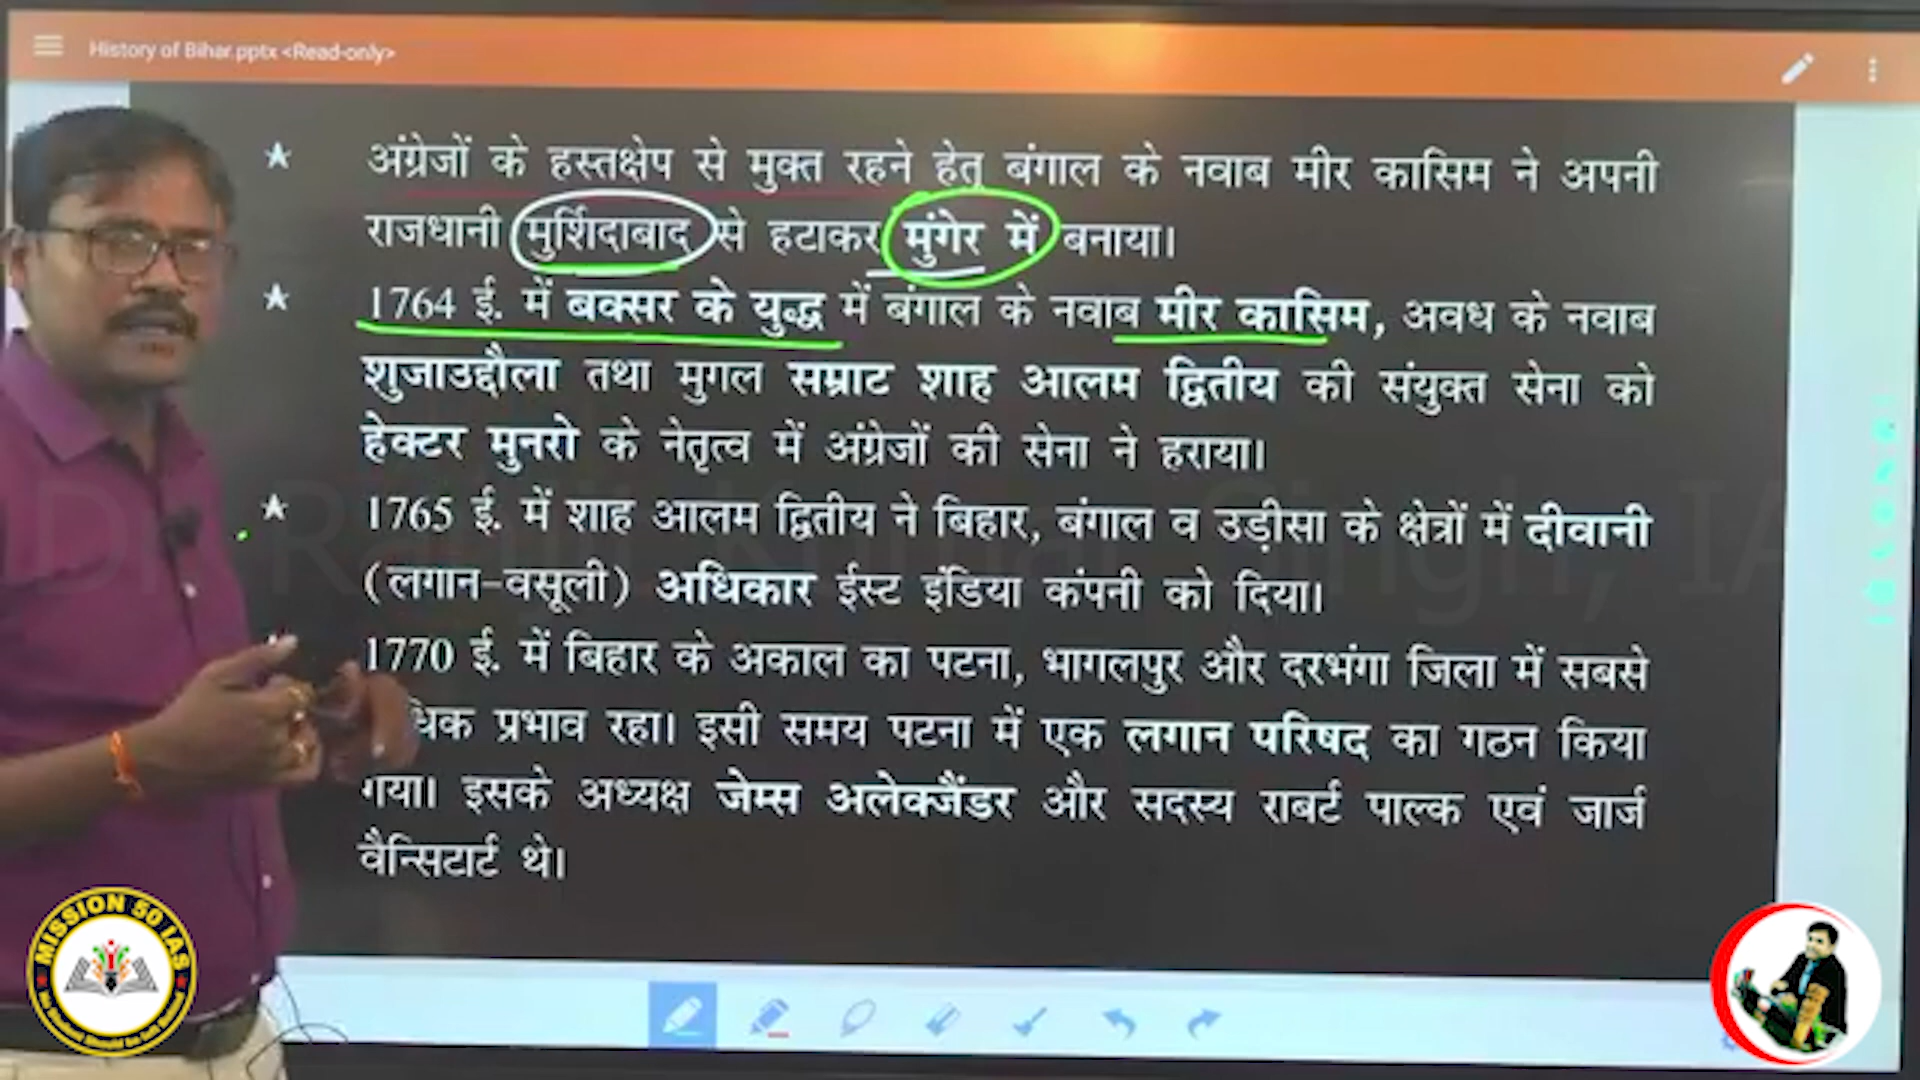 History of Bihar.pptx <Read-only>
★ अंग्रेजों के हस्तक्षेप से मुक्त रहने हेतु बंगाल के नवाब मीर कासिम ने अपनी
राजधानी मुर्शिदाबाद से हटाकर मुंगेर में बनाया।
★ 1764 ई. में बक्सर के युद्ध में बंगाल के नवाब मीर कासिम, अवध के नवाब
शुजाउद्दौला तथा मुगल सम्राट शाह आलम द्वितीय की संयुक्त सेना को
हेक्टर मुनरो के नेतृत्व में अंग्रेजों की सेना ने हराया।
★ 1765 ई. में शाह आलम द्वितीय ने बिहार, बंगाल व उड़ीसा के क्षेत्रों में दीवानी
(लगान-वसूली) अधिकार ईस्ट इंडिया कंपनी को दिया।
1770 ई. में बिहार के अकाल का पटना, भागलपुर और दरभंगा जिला में सबसे
धिक प्रभाव रहा। इसी समय पटना में एक लगान परिषद का गठन किया
गया। इसके अध्यक्ष जेम्स अलेक्जेंडर और सदस्य राबर्ट पाल्क एवं जार्ज
वैन्सिटार्ट थे।
MISSION 50 IAS